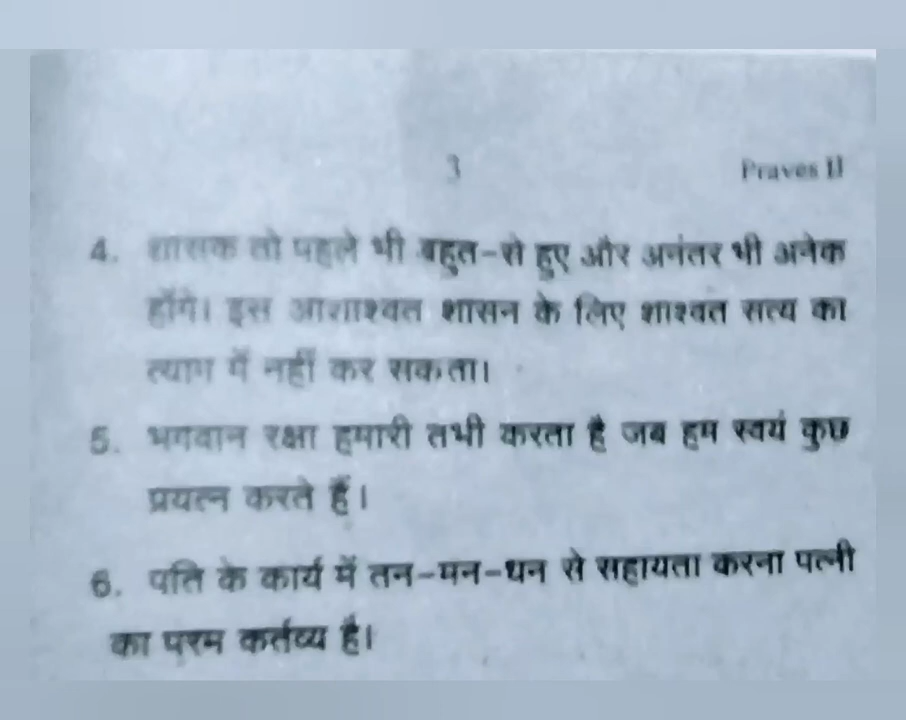 3
Praves II
4. शासक तो पहले भी बहुत-से हुए और अनंतर भी अनेक
होंगे। इस आशाश्वत शासन के लिए शाश्वत सत्य का
त्याग मैं नहीं कर सकता।
5. भगवान रक्षा हमारी तभी करता है जब हम स्वयं कुछ
प्रयत्न करते हैं।
6. पति के कार्य में तन-मन-धन से सहायता करना पत्नी
का परम कर्तव्य है।